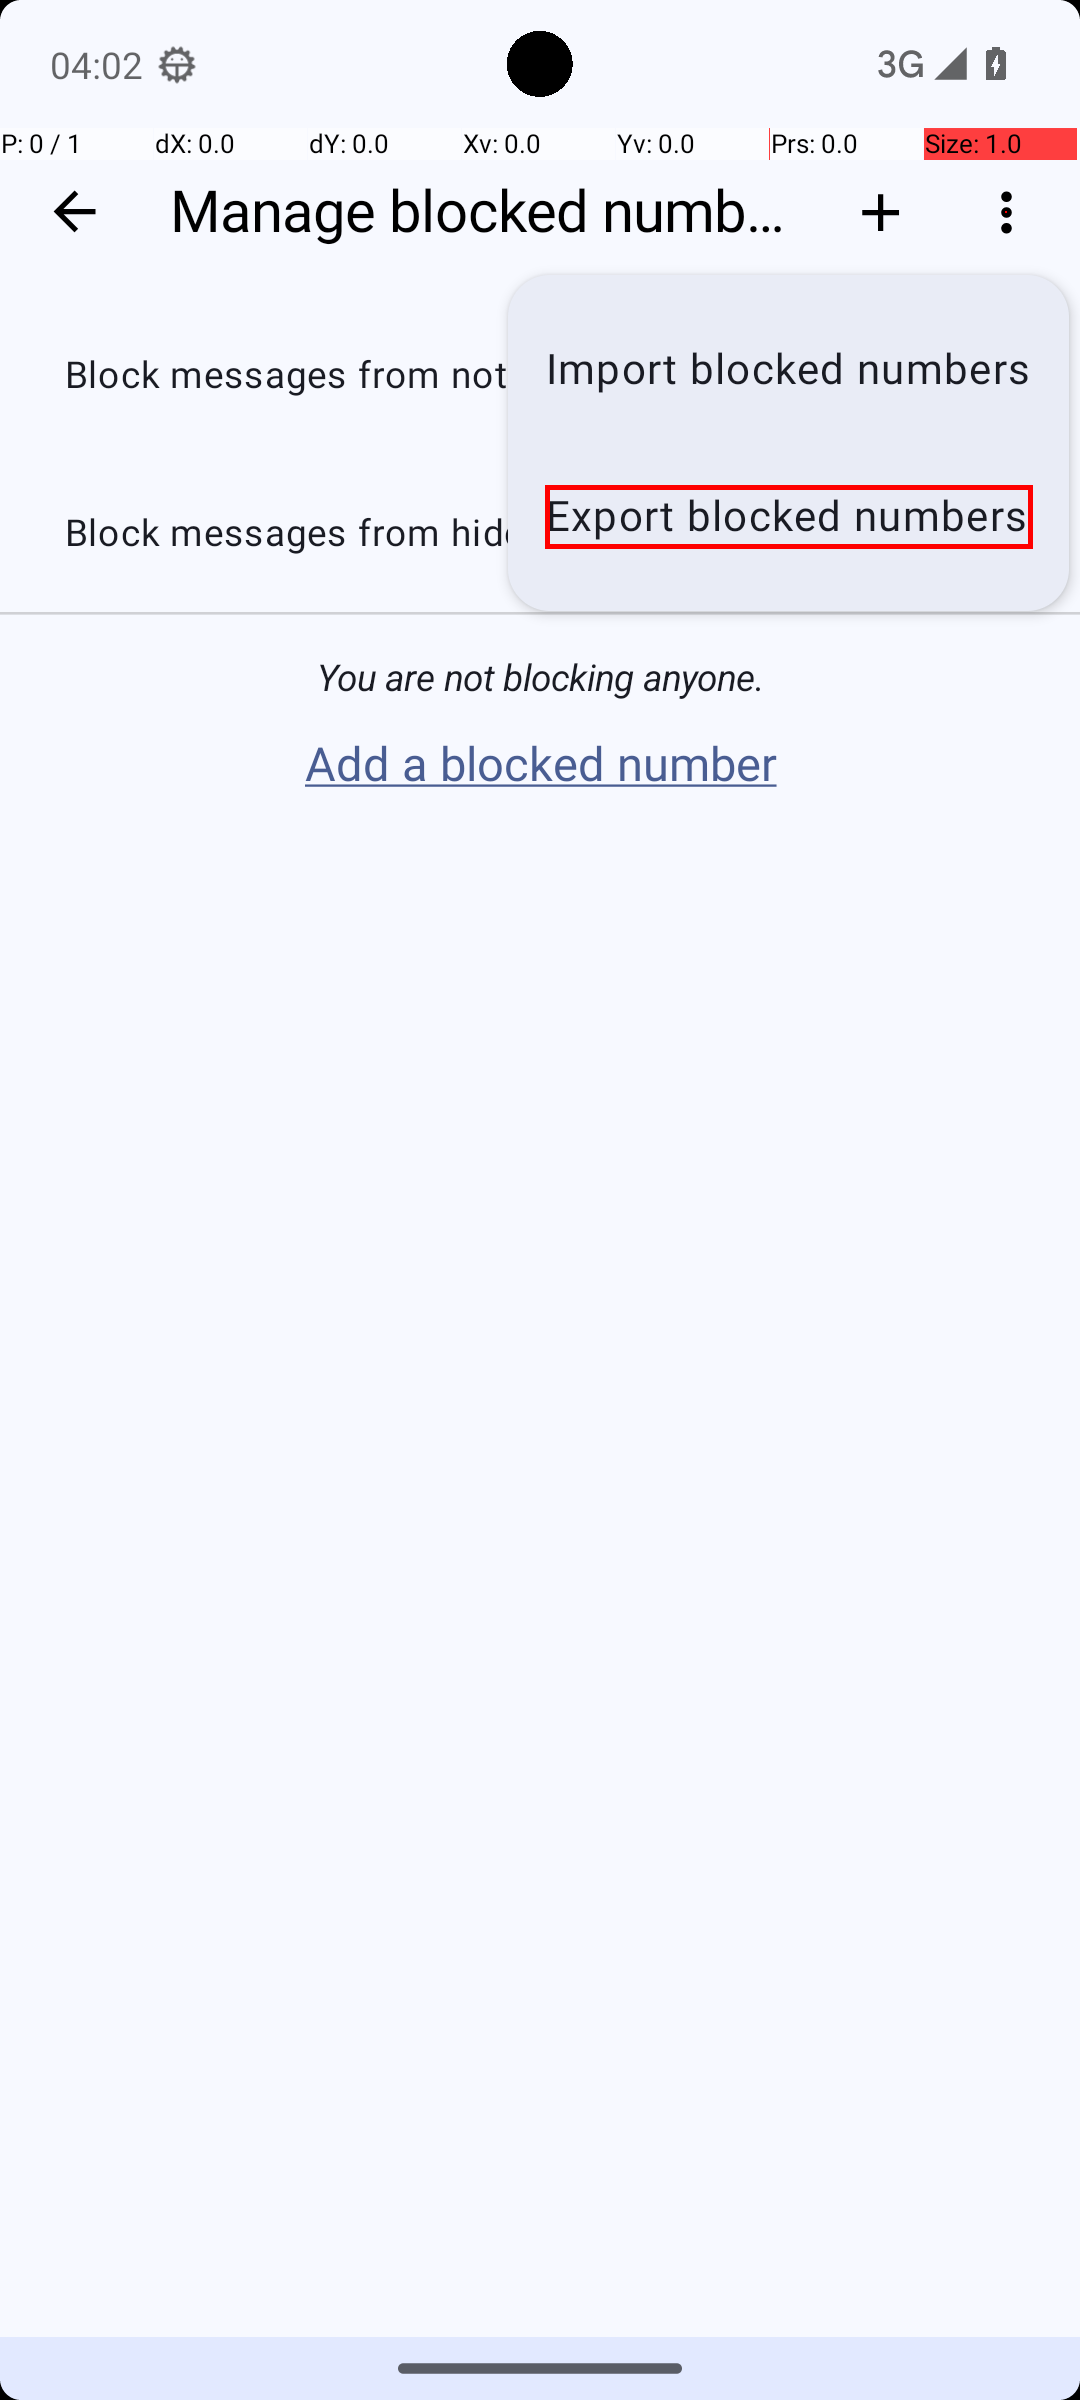 04:02
3G
P: 0 / 1
dX: 0.0
dY: 0.0
Xv: 0.0
Yv: 0.0
Prs: 0.0
Size: 1.0
Manage blocked numb...
Import blocked numbers
Block messages from not
Export blocked numbers
Block messages from hid
You are not blocking anyone.
Add a blocked number